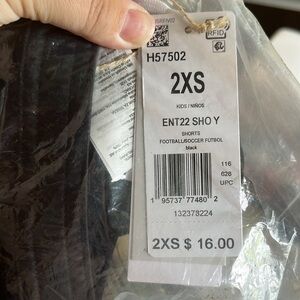 RFID
H57502
2XS
KIDS / NIÑOS
ENT22 SHO Y
SHORTS
FOOTBALL/SOCCER FUTBOL
black
116
628
UPC
1 95737 77480 2
132378224
2XS $ 16.00